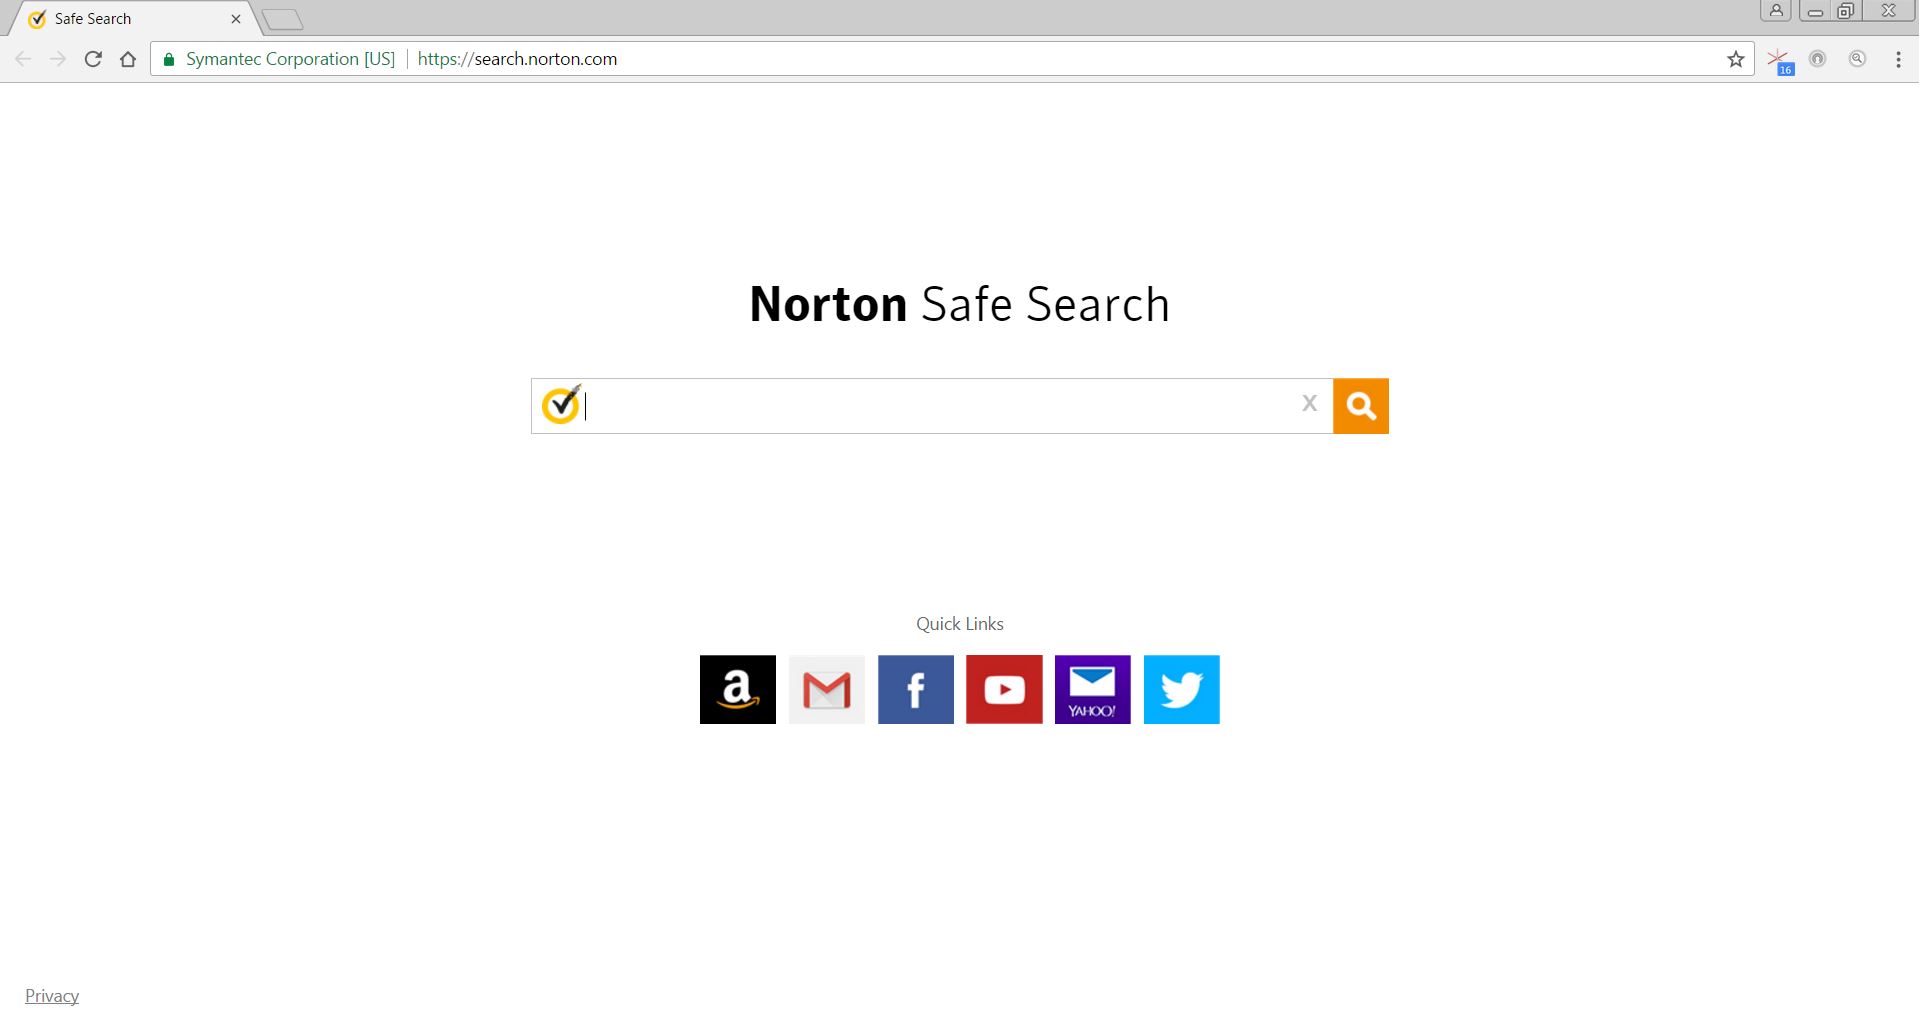 Safe Search
Symantec Corporation [US] https://search.norton.com
16
Norton Safe Search
X
Quick Links
a
f
YAHOO!
Privacy